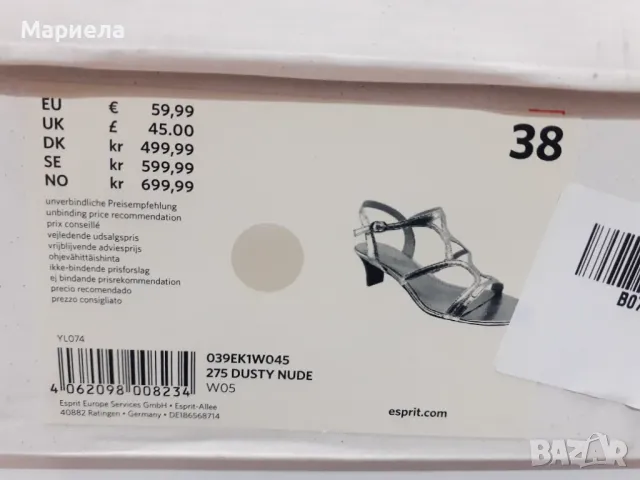 Мариела
EU € 59,99
UK £ 45.00
DK kr 499,99
SE kr 599,99
NO kr 699,99
38
unverbindliche Preisempfehlung
unbinding price recommendation
prix conseillé
vejledende udsalgspris
vrijblijvende adviesprijs
ohjevähittäishinta
ikke-bindende prisforslag
ej bindande prisrekommendation
precio recomendado
prezzo consigliato
YL074
039EK1W045
275 DUSTY NUDE
W05
4 062098 008234
Esprit Europe Services GmbH • Esprit-Allee
40882 Ratingen • Germany • DE186568714
esprit.com
B07
BAZAR